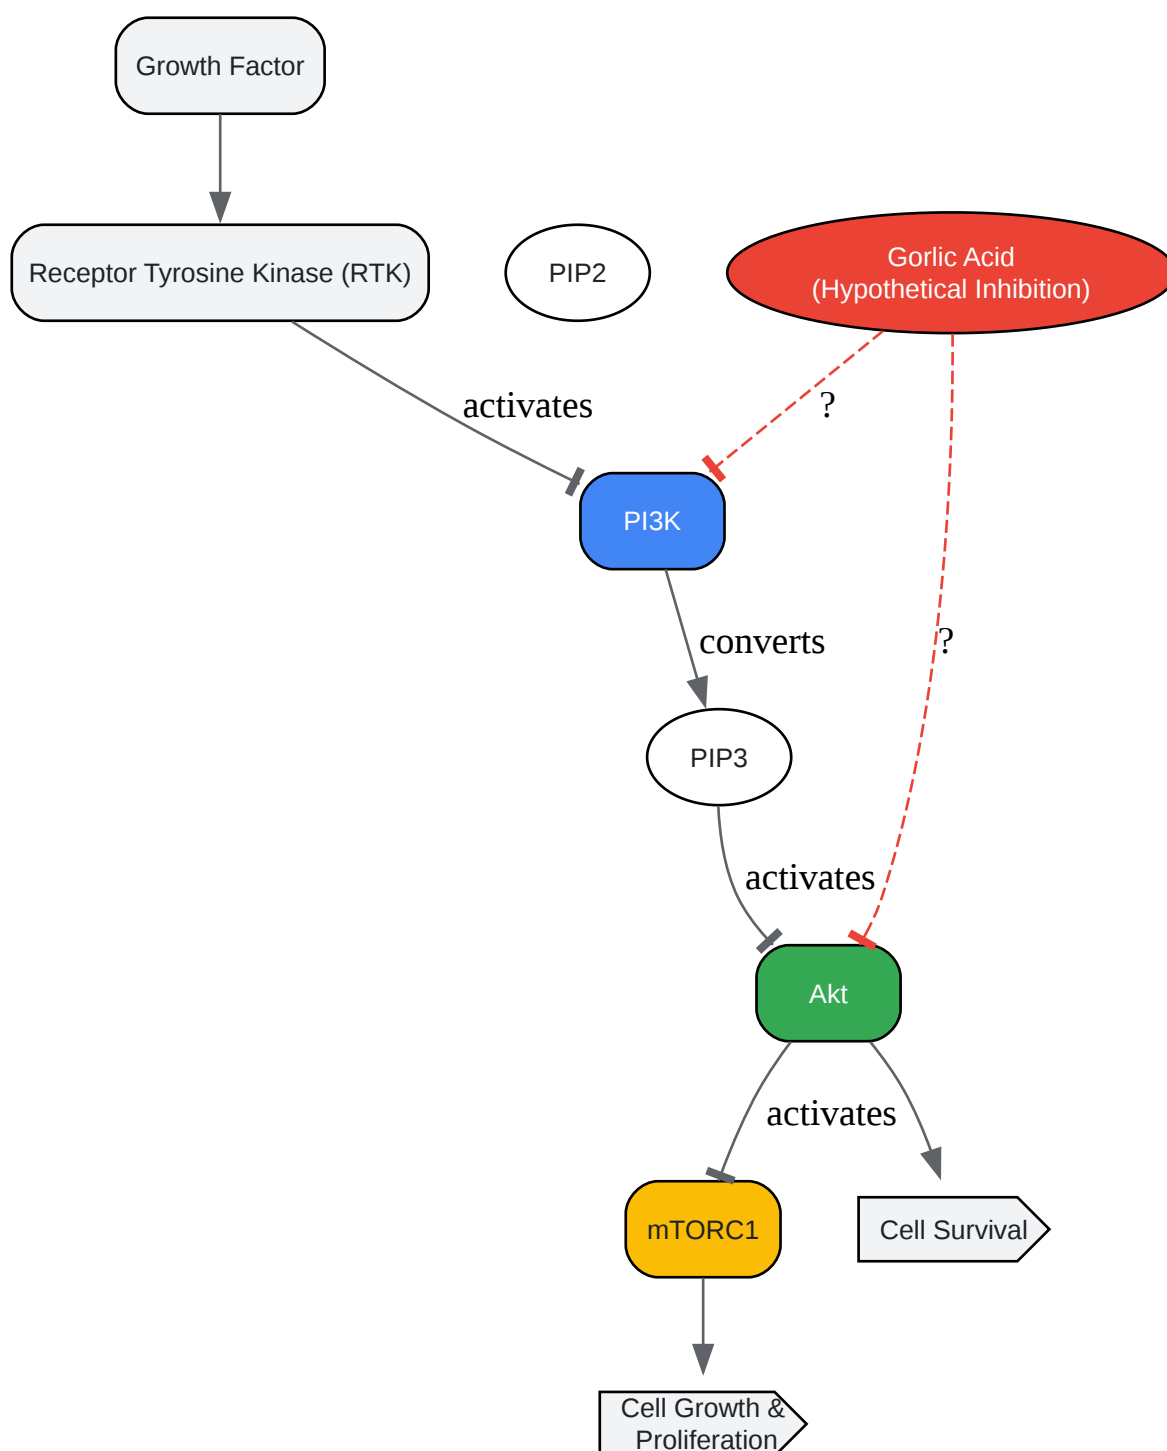 Growth Factor
Receptor Tyrosine Kinase (RTK)
PIP2
Gorlic Acid
(Hypothetical Inhibition)
activates
?
PI3K
converts
?
PIP3
activates
Akt
activates
mTORC1
Cell Survival
Cell Growth &
Proliferation